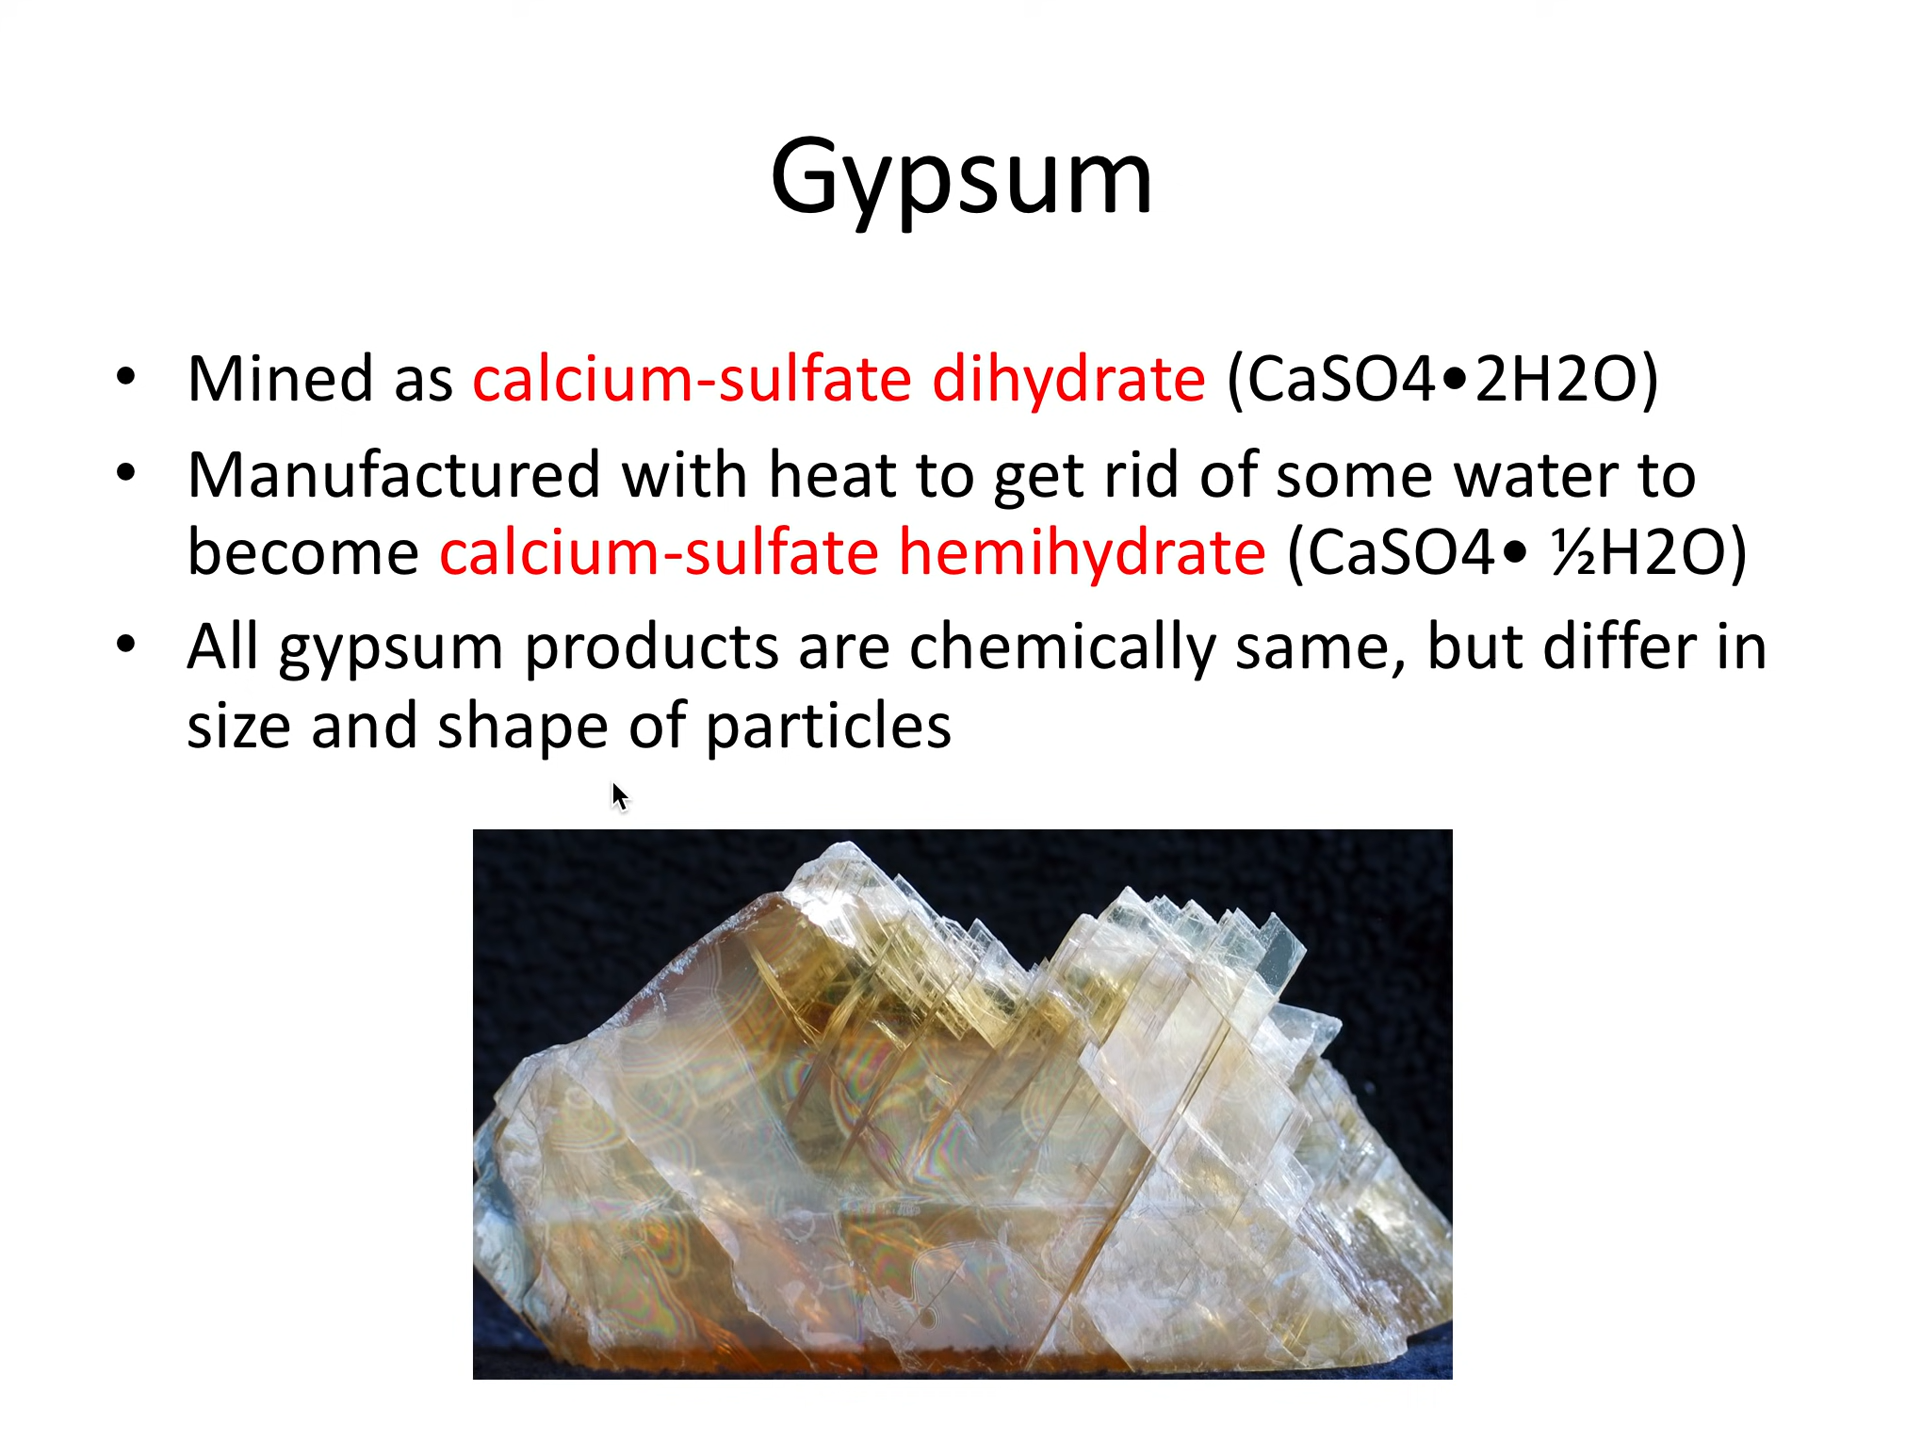 Gypsum
• Mined as calcium-sulfate dihydrate (CaSO4•2H2O)
• Manufactured with heat to get rid of some water to
become calcium-sulfate hemihydrate (CaSO4• ½H2O)
• All gypsum products are chemically same, but differ in
size and shape of particles